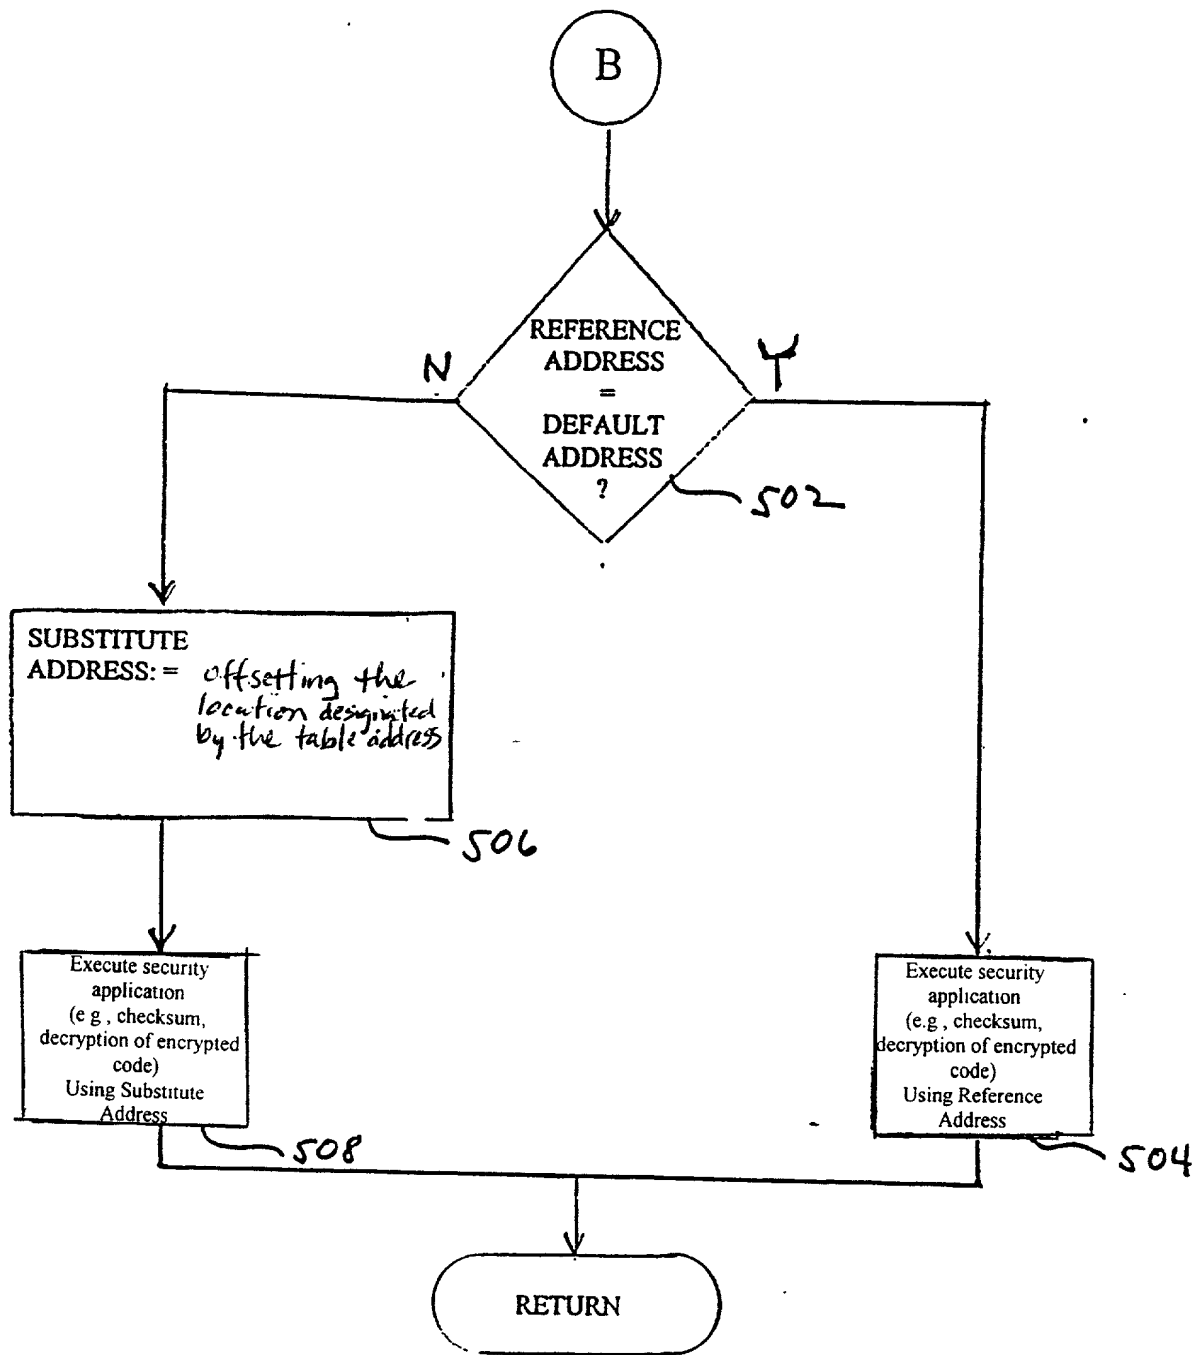 B
REFERENCE
ADDRESS
=
DEFAULT
ADDRESS
?
N
Y
502
SUBSTITUTE
ADDRESS: = offsetting the
location designated
by the table address
506
Execute security
application
(e g , checksum,
decryption of encrypted
code)
Using Substitute
Address
508
Execute security
application
(e.g , checksum,
decryption of encrypted
code)
Using Reference
Address
504
RETURN